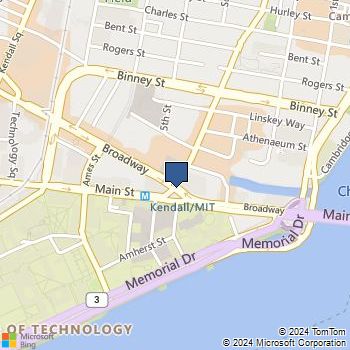 Field
Charles St
Hurley St
Cam
Bent St
Bent St
Rogers St
Kendall Sq
Rogers St
Binney St
Binney St
5th St
Linskey Way
Athenaeum St
Technology Sq
Broadway
Cambridge
Ames St
Main St
M
Ch
Kendall/MIT
Broadway
Main
Memorial Dr
Amherst St
Memorial Dr
3
OF TECHNOLOGY
Microsoft
Bing
© 2024 TomTom
© 2024 Microsoft Corporation